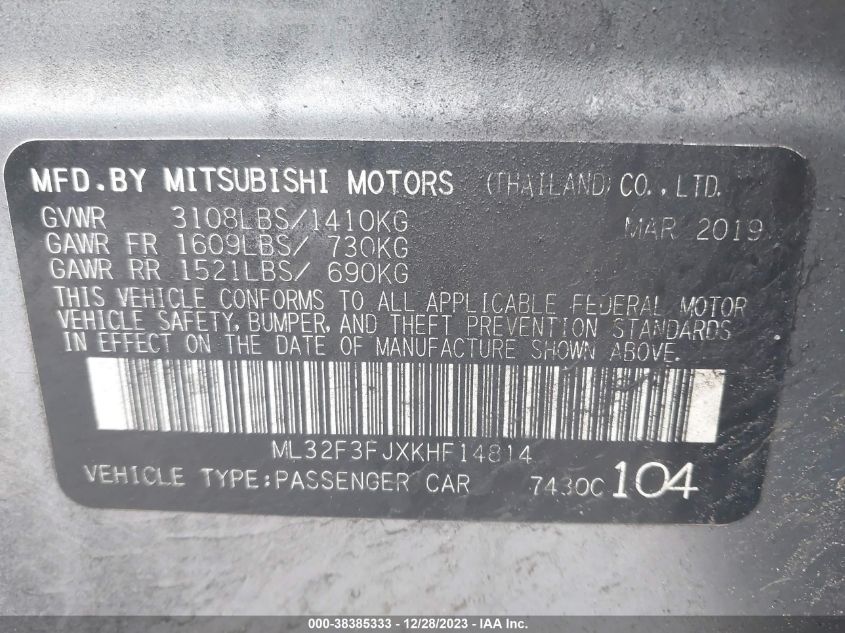 MFD.BY MITSUBISHI MOTORS (THAILAND) CO., LTD.
GVWR 3108LBS/1410KG MAR 2019
GAWR FR 1609LBS/ 730KG
GAWR RR 1521LBS/ 690KG
THIS VEHICLE CONFORMS TO ALL APPLICABLE FEDERAL MOTOR
VEHICLE SAFETY, BUMPER, AND THEFT PREVENTION STANDARDS
IN EFFECT ON THE DATE OF MANUFACTURE SHOWN ABOVE.
ML32F3FJXKHF14814
VEHICLE TYPE:PASSENGER CAR 7430C 104
000-38385333 - 12/28/2023 - IAA Inc.